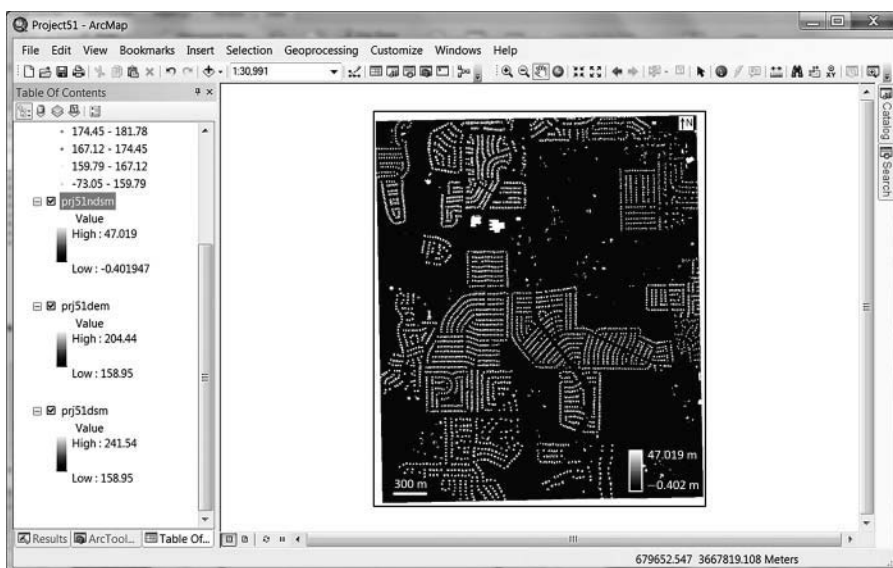 Project51 - ArcMap
File Edit View Bookmarks Insert Selection Geoprocessing Customize Windows Help
1:30,991
Table Of Contents
174.45 - 181.78
167.12 - 174.45
159.79 - 167.12
-73.05 - 159.79
prj51ndsm
Value
High : 47.019
Low : -0.401947
prj51dem
Value
High : 204.44
Low : 158.95
prj51dsm
Value
High : 241.54
Low : 158.95
N
47.019 m
−0.402 m
300 m
Catalog
Search
Results ArcTool... Table Of...
679652.547 3667819.108 Meters